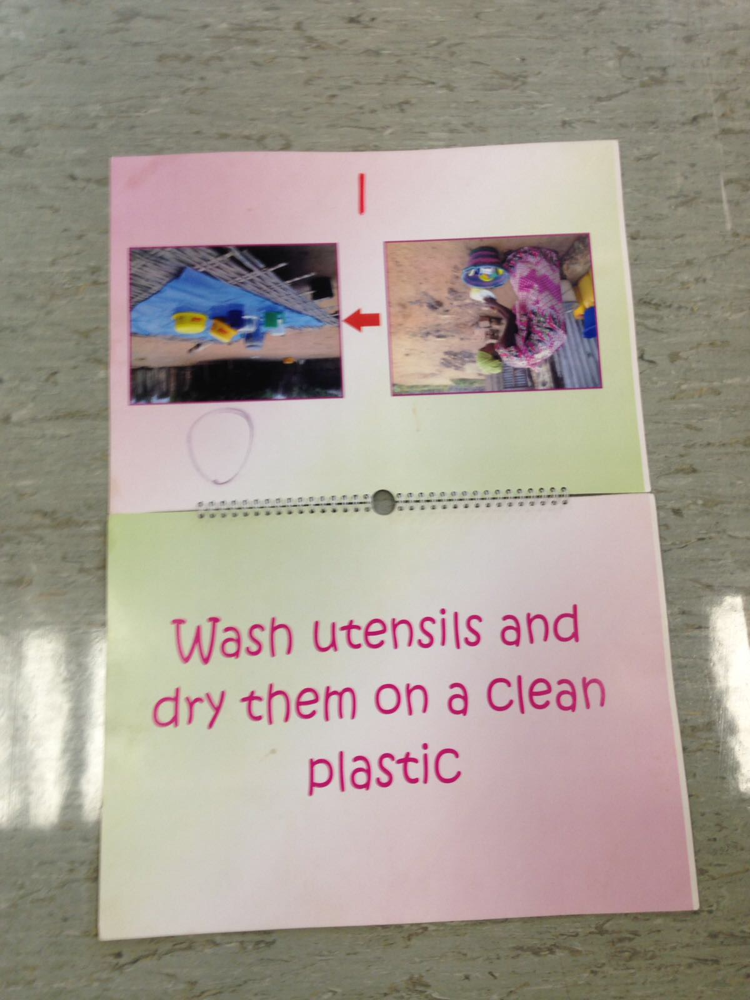 Wash utensils and
dry them on a clean
plastic